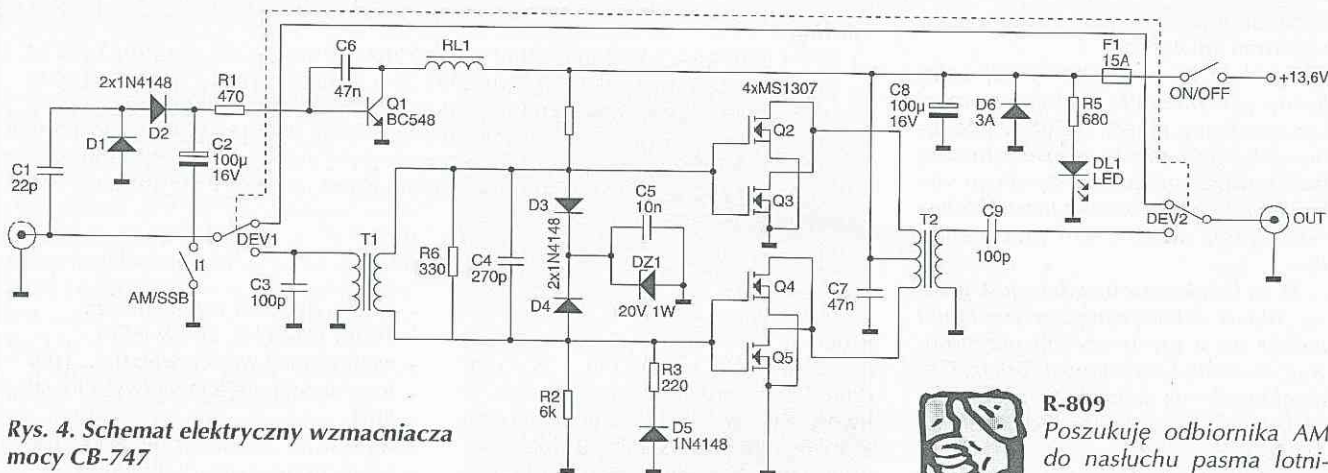 C6
47n
RL1
F1
15A
+13,6V
ON/OFF
2x1N4148
R1
470
D2
D1
C1
22p
C2
100µ
16V
Q1
BC548
4xMS1307
Q2
Q3
Q4
Q5
C8
100µ
16V
D6
3A
R5
680
DL1
LED
DEV1
I1
AM/SSB
C3
100p
T1
R6
330
C4
270p
D3
2x1N4148
D4
C5
10n
DZ1
20V 1W
R2
6k
R3
220
D5
1N4148
C7
47n
T2
C9
100p
DEV2
OUT
Rys. 4. Schemat elektryczny wzmacniacza
mocy CB-747
R-809
Poszukuję odbiornika AM
do nasłuchu pasma lotni-